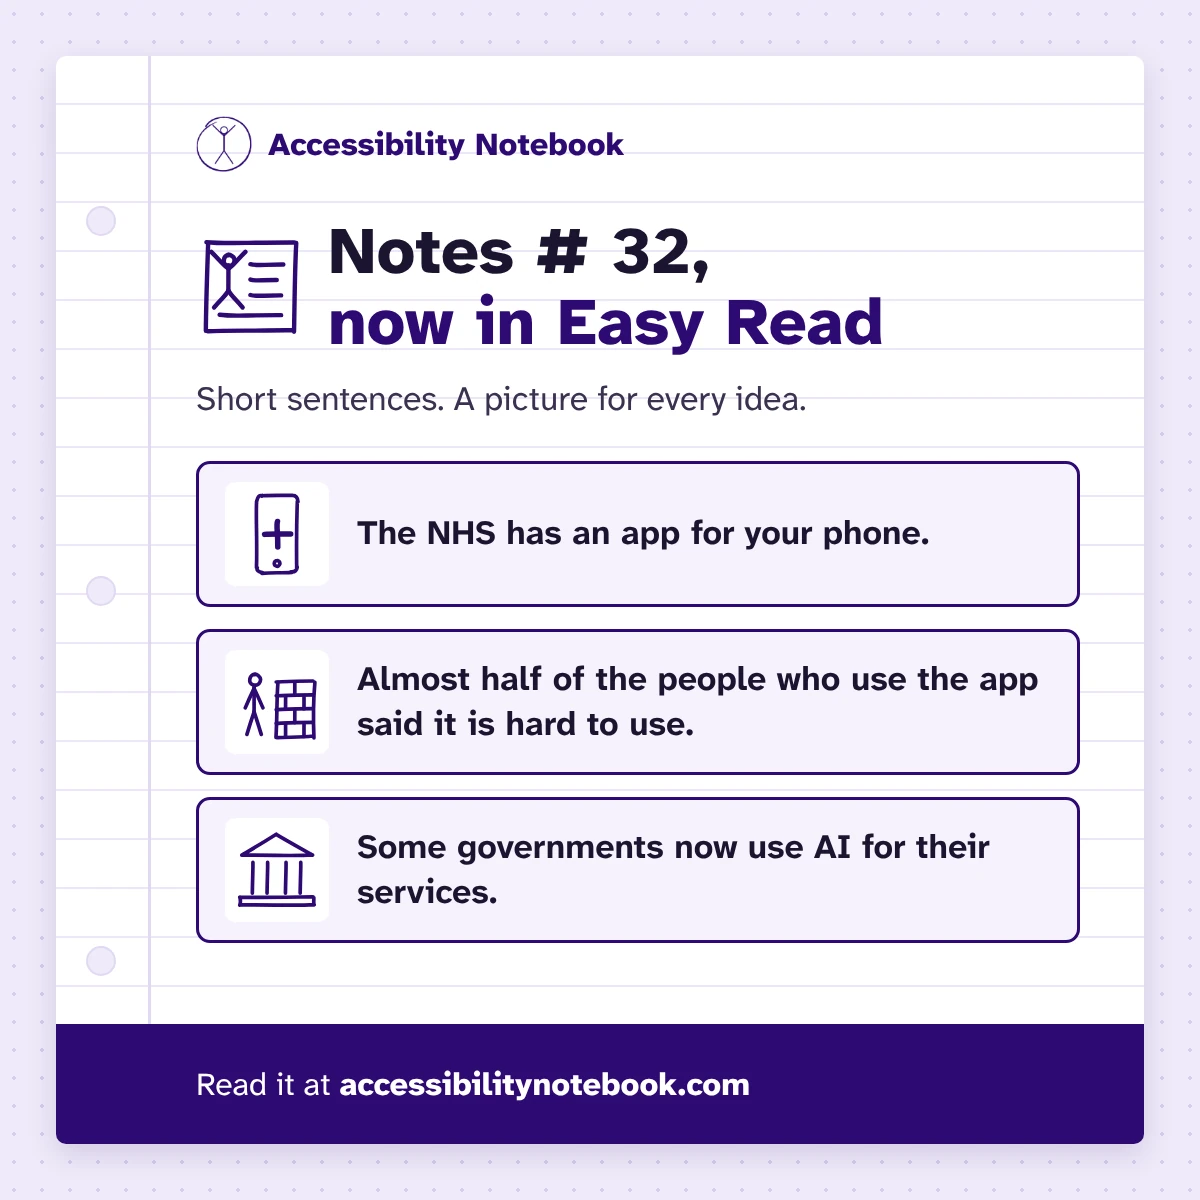 Accessibility Notebook
Notes # 32,
now in Easy Read
Short sentences. A picture for every idea.
The NHS has an app for your phone.
Almost half of the people who use the app
said it is hard to use.
Some governments now use AI for their
services.
Read it at accessibilitynotebook.com